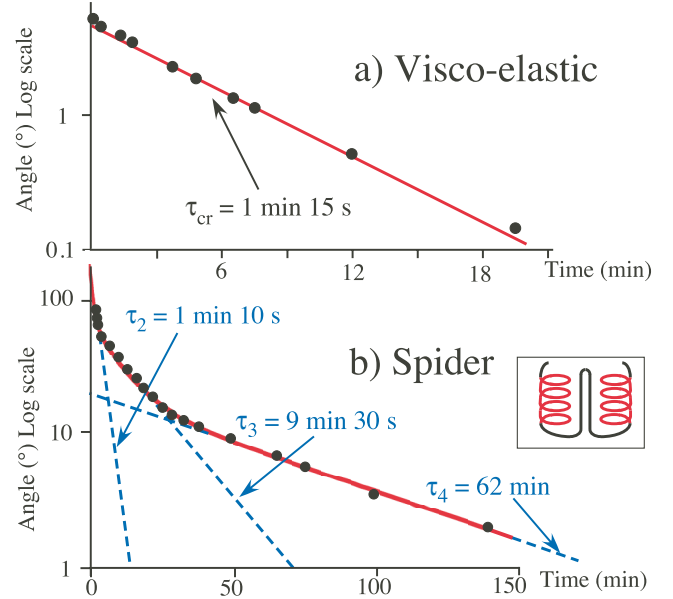 a) Visco-elastic
Angle (°) Log scale
1
0.1
τcr = 1 min 15 s
6
12
18
Time (min)
b) Spider
Angle (°) Log scale
100
10
1
τ2 = 1 min 10 s
τ3 = 9 min 30 s
τ4 = 62 min
0
50
100
150
Time (min)